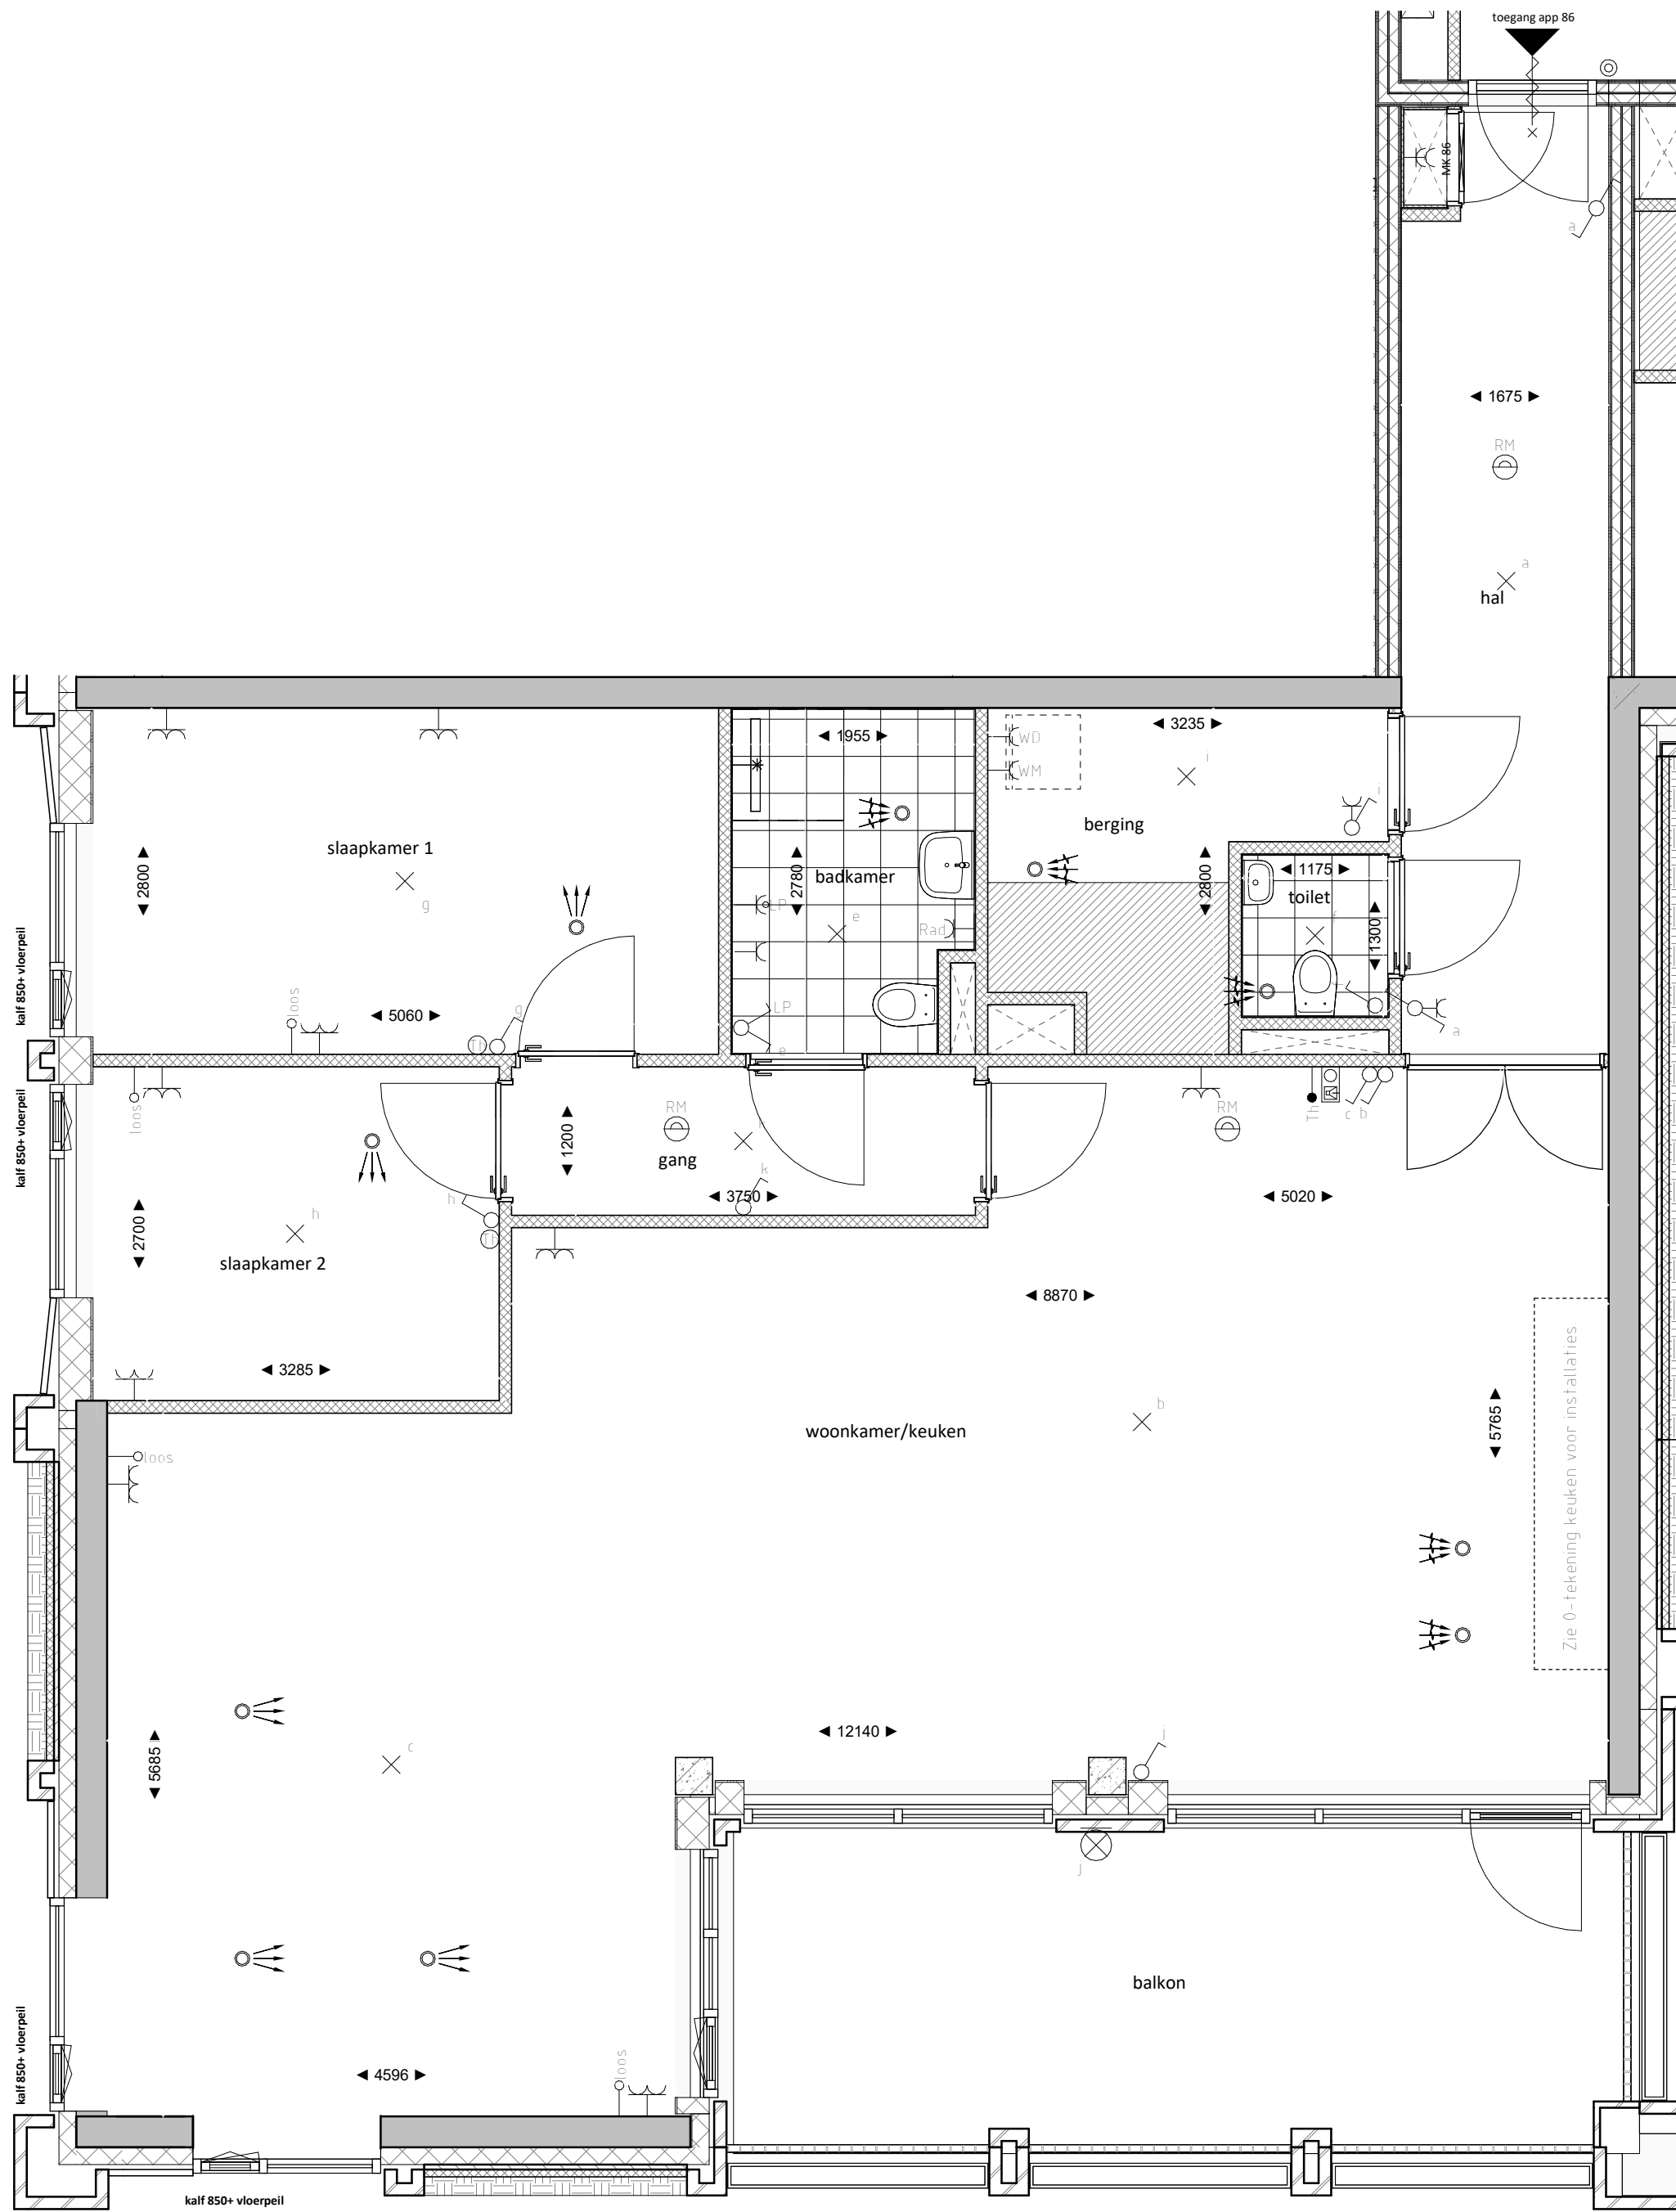 toegang app 86
MK 86
a
1675
RM
a
hal
1955
3235
WD
WM
i
i
berging
slaapkamer 1
2800
g
2780
badkamer
LP
e
Rad
2800
1175
toilet
f
1300
kalf 850+ vloerpeil
loos
5060
g
Th
LP
e
a
kalf 850+ vloerpeil
loos
1200
RM
k
gang
k
3750
RM
Th
c
b
5020
h
h
Th
2700
slaapkamer 2
8870
3285
b
woonkamer/keuken
5765
Zie 0-tekening keuken voor installaties
loos
c
5685
12140
j
j
balkon
kalf 850+ vloerpeil
loos
4596
kalf 850+ vloerpeil